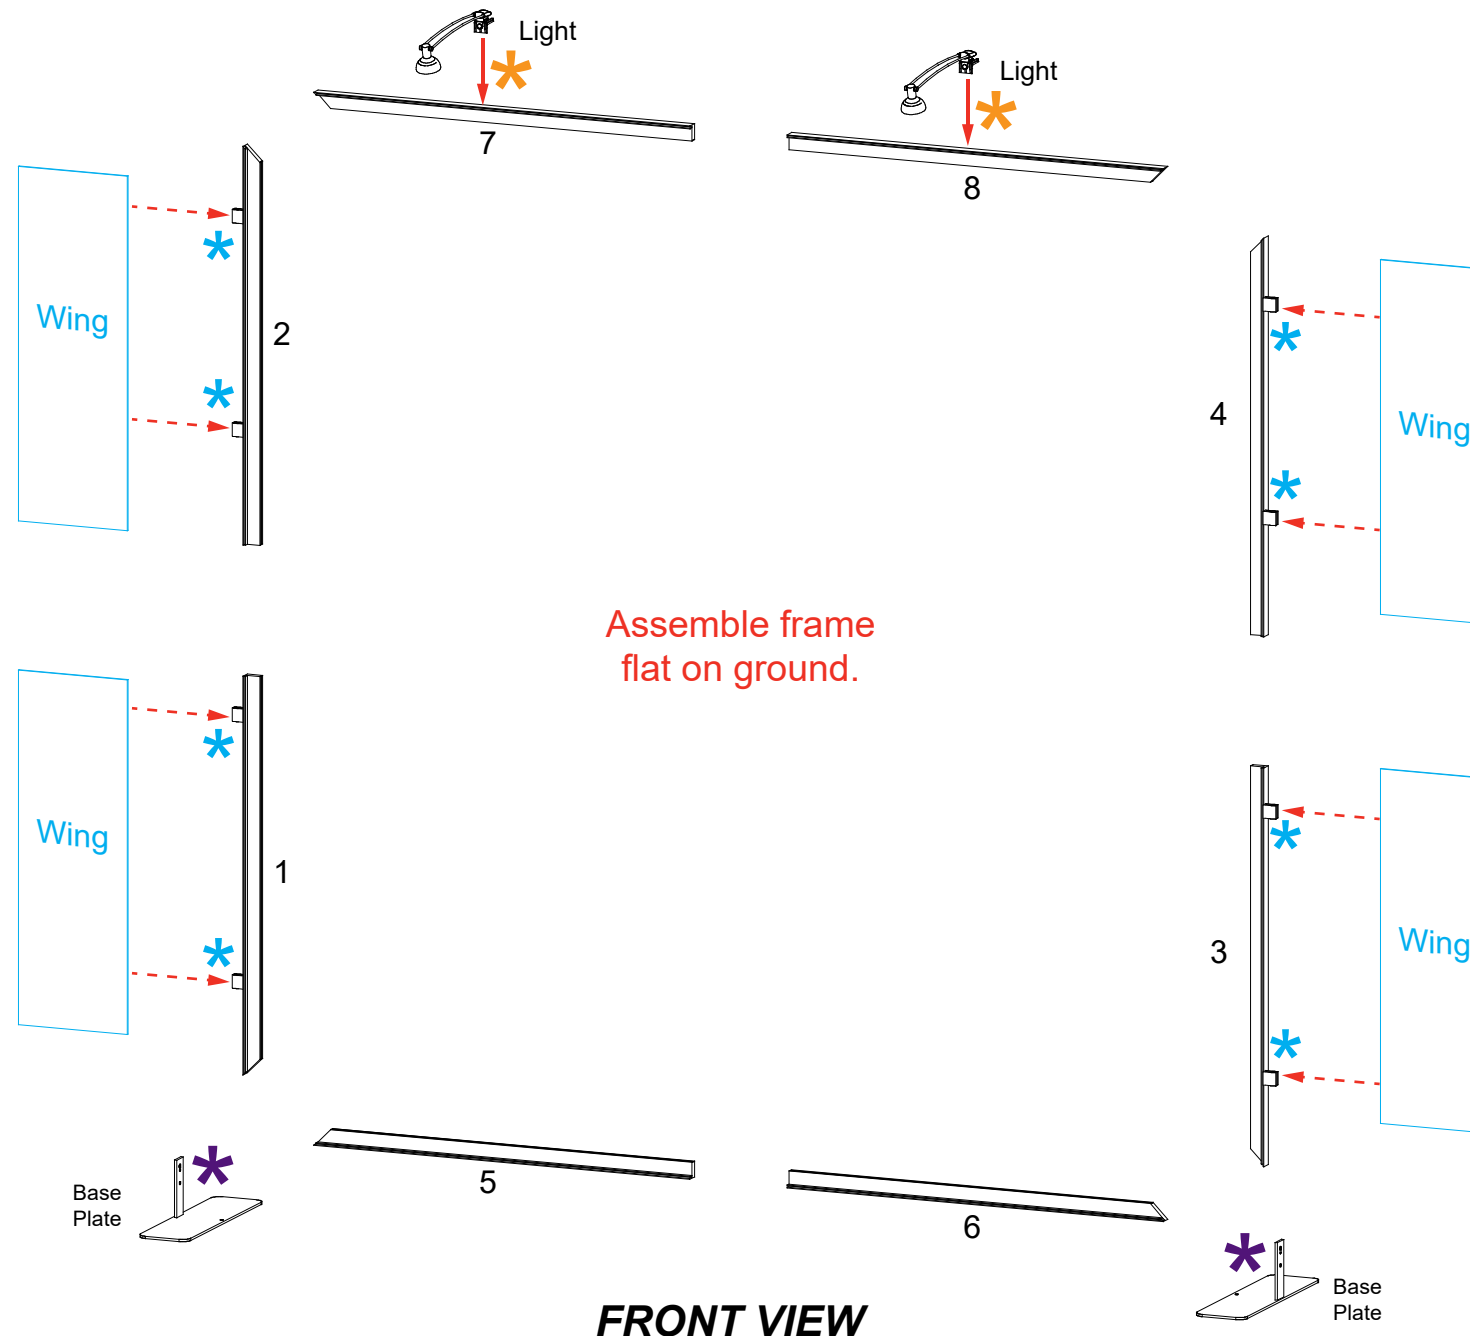 Light
Light
7
8
Wing
2
4
Wing
Assemble frame
flat on ground.
Wing
1
3
Wing
5
6
Base
Plate
Base
Plate
FRONT VIEW